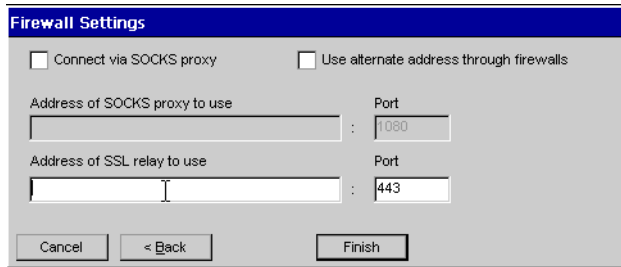 Firewall Settings
Connect via SOCKS proxy Use alternate address through firewalls
Address of SOCKS proxy to use Port
: 1080
Address of SSL relay to use Port
: 443
Cancel < Back Finish